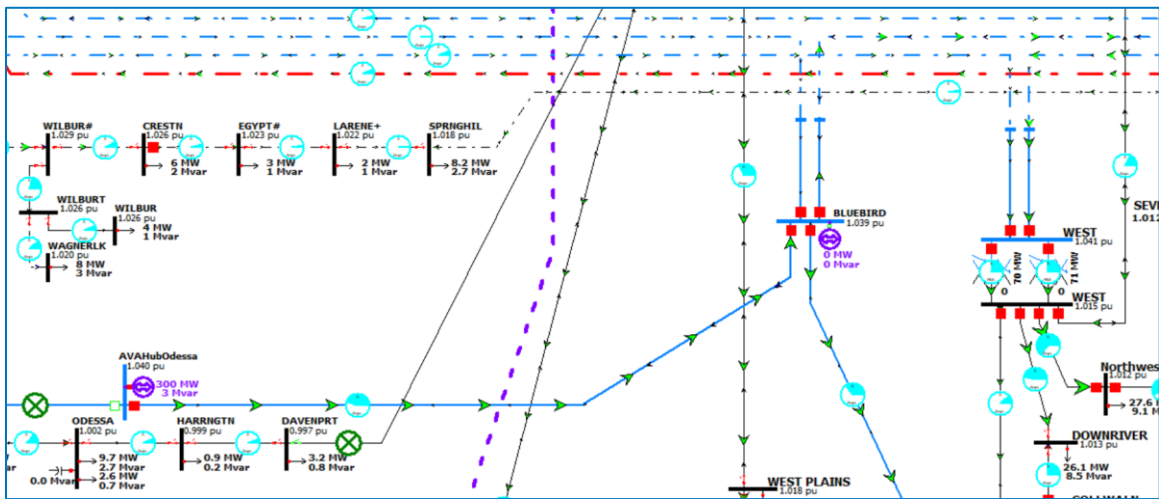 WILBUR#
1.029 pu
CRESTN
1.026 pu
6 MW
2 Mvar
EGYPT#
1.023 pu
3 MW
1 Mvar
LARENE+
1.022 pu
2 MW
1 Mvar
SPRNGHIL
1.018 pu
8.2 MW
2.7 Mvar
WILBURT
1.026 pu
WILBUR
1.026 pu
4 MW
1 Mvar
WAGNERLK
1.020 pu
8 MW
3 Mvar
BLUEBIRD
1.039 pu
0 MW
0 Mvar
SEV
1.012
WEST
1.041 pu
70 MW
71 MW
0
0
WEST
1.015 pu
AVAHubOdessa
1.040 pu
300 MW
3 Mvar
Northwes
1.012 pu
27.6 M
9.1 M
ODESSA
1.002 pu
9.7 MW
2.7 Mvar
2.6 MW
0.7 Mvar
0.0 Mvar
HARRNGTN
0.999 pu
0.9 MW
0.2 Mvar
DAVENPRT
0.997 pu
3.2 MW
0.8 Mvar
DOWNRIVER
1.013 pu
26.1 MW
8.5 Mvar
WEST PLAINS
1.018 pu